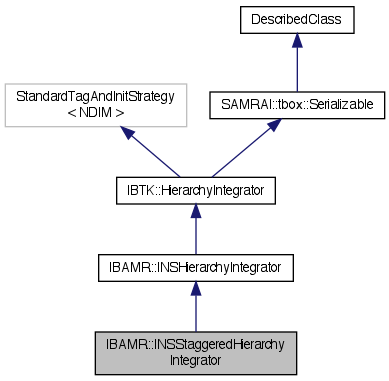 DescribedClass
StandardTagAndInitStrategy
< NDIM >
SAMRAI::tbox::Serializable
IBTK::HierarchyIntegrator
IBAMR::INSHierarchyIntegrator
IBAMR::INSStaggeredHierarchy
Integrator